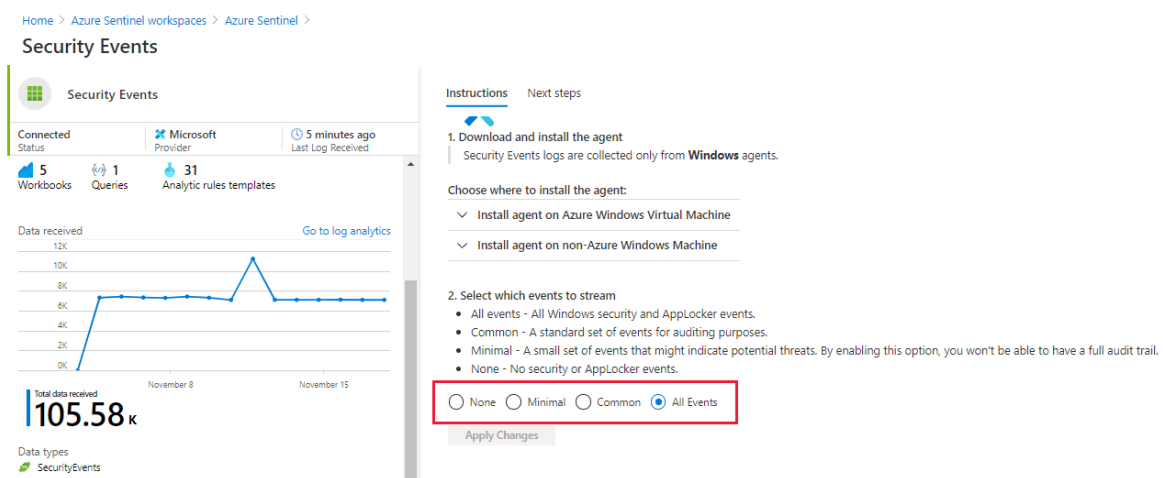 Home > Azure Sentinel workspaces > Azure Sentinel >
Security Events
Security Events
Connected
Status
Microsoft
Provider
5 minutes ago
Last Log Received
5
Workbooks
1
Queries
31
Analytic rules templates
Data received
Go to log analytics
12K
10K
8K
6K
4K
2K
0K
November 8
November 15
Total data received
105.58 K
Data types
SecurityEvents
Instructions
Next steps
1. Download and install the agent
Security Events logs are collected only from Windows agents.
Choose where to install the agent:
Install agent on Azure Windows Virtual Machine
Install agent on non-Azure Windows Machine
2. Select which events to stream
• All events - All Windows security and AppLocker events.
• Common - A standard set of events for auditing purposes.
• Minimal - A small set of events that might indicate potential threats. By enabling this option, you won't be able to have a full audit trail.
• None - No security or AppLocker events.
None Minimal Common All Events
Apply Changes